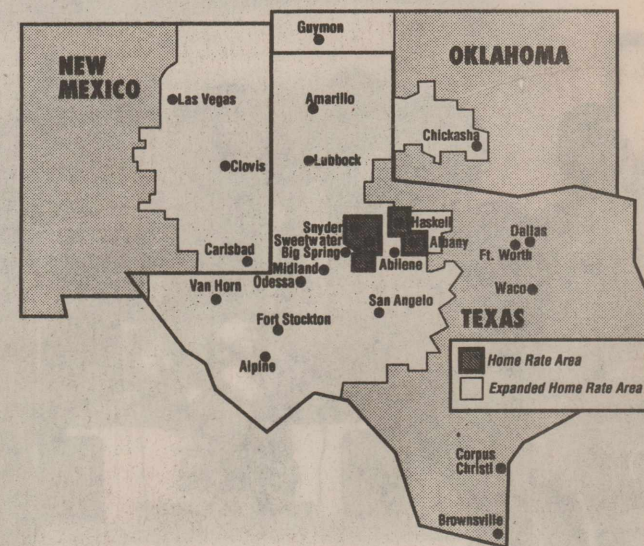 Guymon
NEW
MEXICO
OKLAHOMA
Las Vegas
Amarillo
Chickasha
Clovis
Lubbock
Snyder
Haskell
Sweetwater
Albany
Dallas
Big Spring
Ft. Worth
Carlsbad
Abilene
Midland
Odessa
Van Horn
Waco
San Angelo
Fort Stockton
TEXAS
Alpine
Home Rate Area
Expanded Home Rate Area
Corpus
Christi
Brownsville